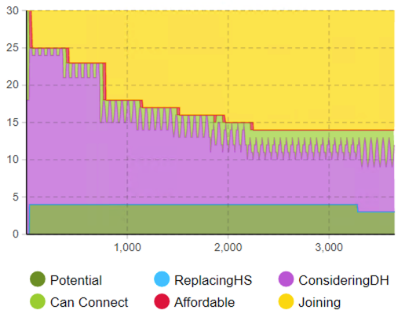 30
25
20
15
10
5
0
1,000 2,000 3,000
Potential ReplacingHS ConsideringDH
Can Connect Affordable Joining